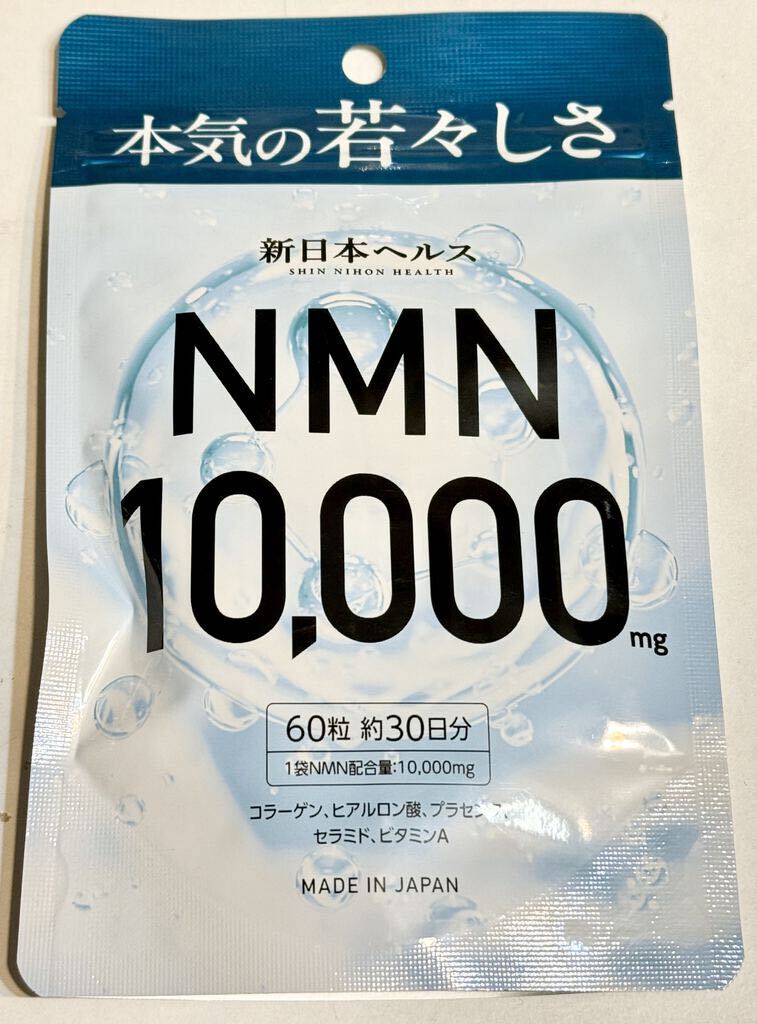 本気の若々しさ
新日本ヘルス
SHIN NIHON HEALTH
NMN
10,000mg
60粒 約30日分
1袋NMN配合量:10,000mg
コラーゲン、ヒアルロン酸、プラセンタ、
セラミド、ビタミンA
MADE IN JAPAN